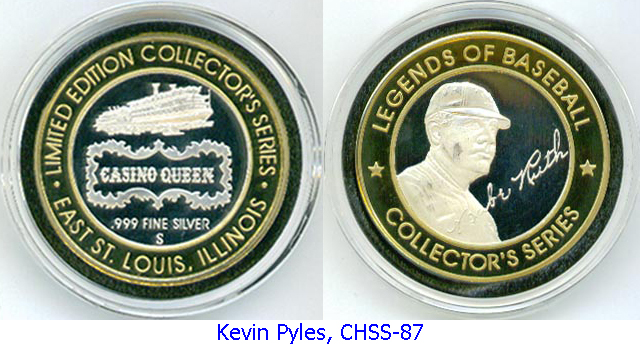 · LIMITED EDITION COLLECTOR'S SERIES ·
CASINO QUEEN
.999 FINE SILVER
S
EAST ST. LOUIS, ILLINOIS
LEGENDS OF BASEBALL
Ruth
COLLECTOR'S SERIES
Kevin Pyles, CHSS-87